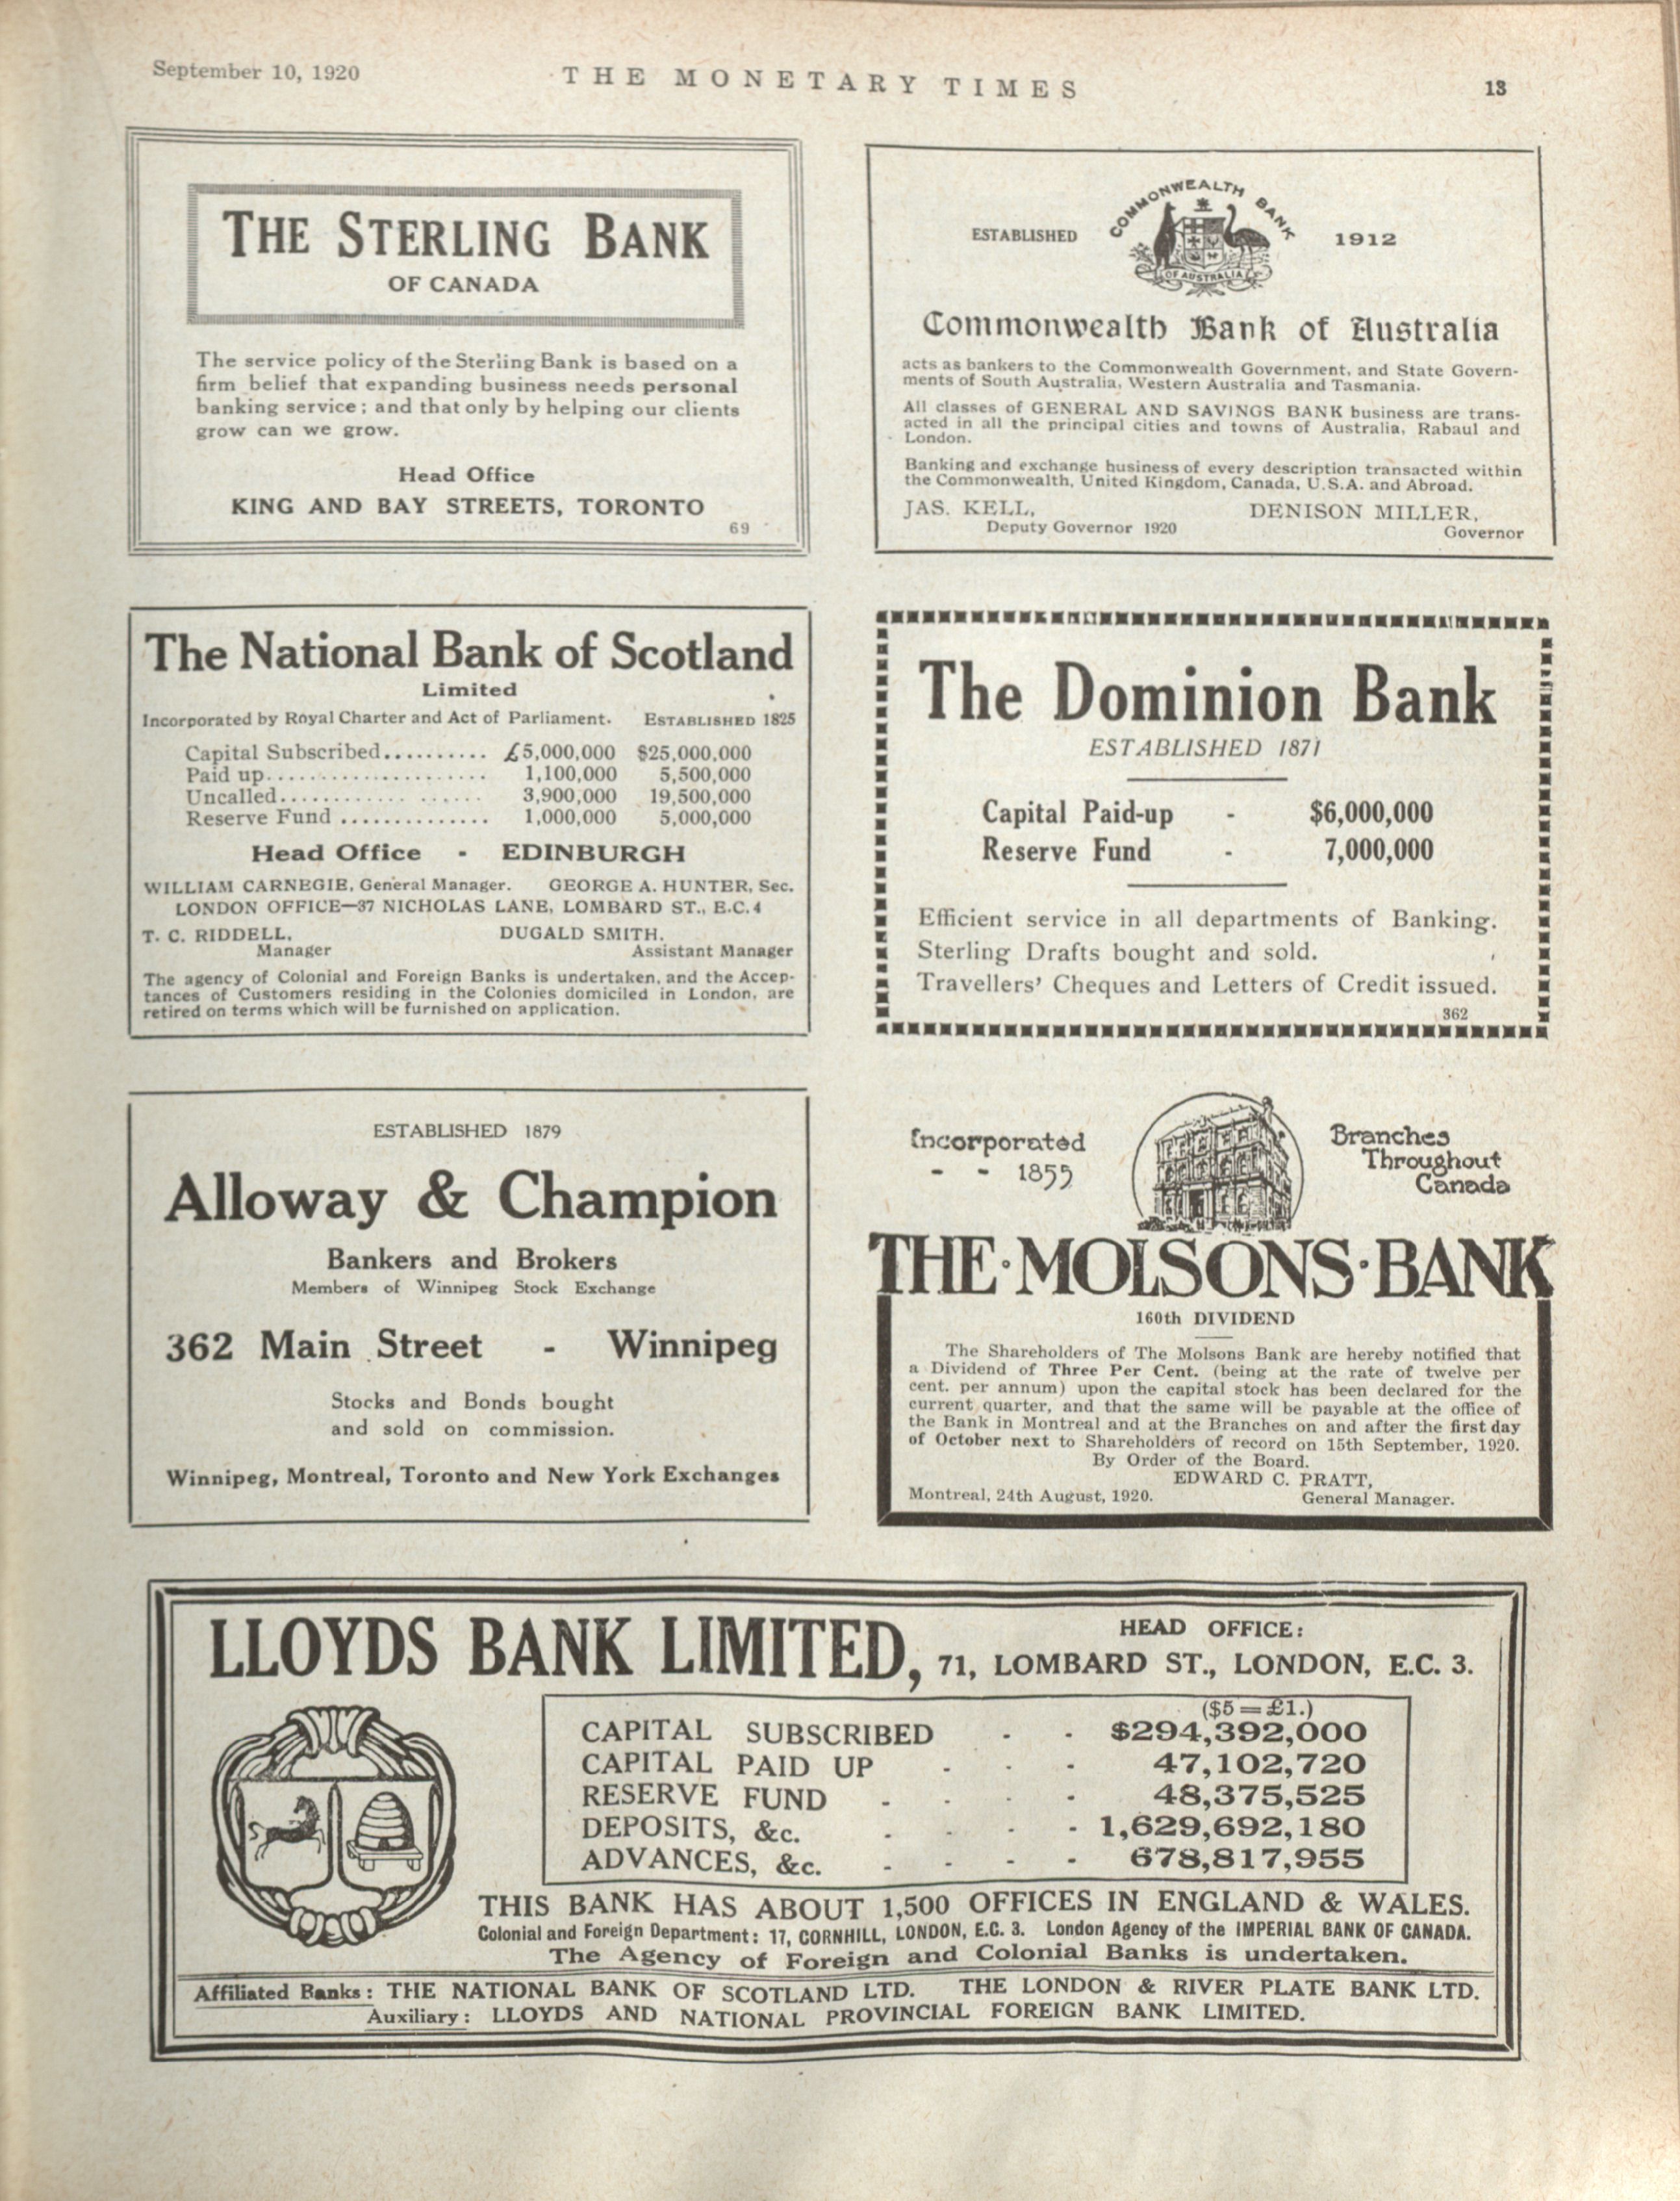 September 10, 1920
THE MONETARY TIMES
13
THE STERLING BANK
OF CANADA
The service policy of the Sterling Bank is based on a
firm belief that expanding business needs personal
banking service; and that only by helping our clients
grow can we grow.
Head Office
KING AND BAY STREETS, TORONTO
69
COMMONWEALTH BANK
ESTABLISHED
1912
OF AUSTRALIA
Commonwealth Bank of Australia
acts as bankers to the Commonwealth Government, and State Govern-
ments of South Australia, Western Australia and Tasmania.
All classes of GENERAL AND SAVINGS BANK business are trans-
acted in all the principal cities and towns of Australia, Rabaul and
London.
Banking and exchange business of every description transacted within
the Commonwealth, United Kingdom, Canada, U.S.A. and Abroad.
JAS. KELL, DENISON MILLER,
Deputy Governor 1920 Governor
The National Bank of Scotland
Limited
Incorporated by Royal Charter and Act of Parliament. ESTABLISHED 1825
Capital Subscribed.......... £5,000,000 $25,000,000
Paid up..................... 1,100,000 5,500,000
Uncalled............ ...... 3,900,000 19,500,000
Reserve Fund .............. 1,000,000 5,000,000
Head Office - EDINBURGH
WILLIAM CARNEGIE, General Manager. GEORGE A. HUNTER, Sec.
LONDON OFFICE—37 NICHOLAS LANE, LOMBARD ST., E.C.4
T. C. RIDDELL, DUGALD SMITH,
Manager Assistant Manager
The agency of Colonial and Foreign Banks is undertaken, and the Accep-
tances of Customers residing in the Colonies domiciled in London, are
retired on terms which will be furnished on application.
The Dominion Bank
ESTABLISHED 1871
Capital Paid-up - $6,000,000
Reserve Fund - 7,000,000
Efficient service in all departments of Banking.
Sterling Drafts bought and sold.
Travellers' Cheques and Letters of Credit issued.
362
ESTABLISHED 1879
Alloway & Champion
Bankers and Brokers
Members of Winnipeg Stock Exchange
362 Main Street - Winnipeg
Stocks and Bonds bought
and sold on commission.
Winnipeg, Montreal, Toronto and New York Exchanges
Incorporated
- - 1855
Branches
Throughout
Canada
THE·MOLSONS·BANK
160th DIVIDEND
The Shareholders of The Molsons Bank are hereby notified that
a Dividend of Three Per Cent. (being at the rate of twelve per
cent. per annum) upon the capital stock has been declared for the
current quarter, and that the same will be payable at the office of
the Bank in Montreal and at the Branches on and after the first day
of October next to Shareholders of record on 15th September, 1920.
By Order of the Board.
EDWARD C. PRATT,
Montreal, 24th August, 1920. General Manager.
LLOYDS BANK LIMITED,
HEAD OFFICE:
71, LOMBARD ST., LONDON, E.C. 3.
($5=£1.)
CAPITAL SUBSCRIBED - - $294,392,000
CAPITAL PAID UP - - - 47,102,720
RESERVE FUND - - - - 48,375,525
DEPOSITS, &c. - - - - 1,629,692,180
ADVANCES, &c. - - - - 678,817,955
THIS BANK HAS ABOUT 1,500 OFFICES IN ENGLAND & WALES.
Colonial and Foreign Department: 17, CORNHILL, LONDON, E.C. 3. London Agency of the IMPERIAL BANK OF CANADA.
The Agency of Foreign and Colonial Banks is undertaken.
Affiliated Banks: THE NATIONAL BANK OF SCOTLAND LTD. THE LONDON & RIVER PLATE BANK LTD.
Auxiliary: LLOYDS AND NATIONAL PROVINCIAL FOREIGN BANK LIMITED.